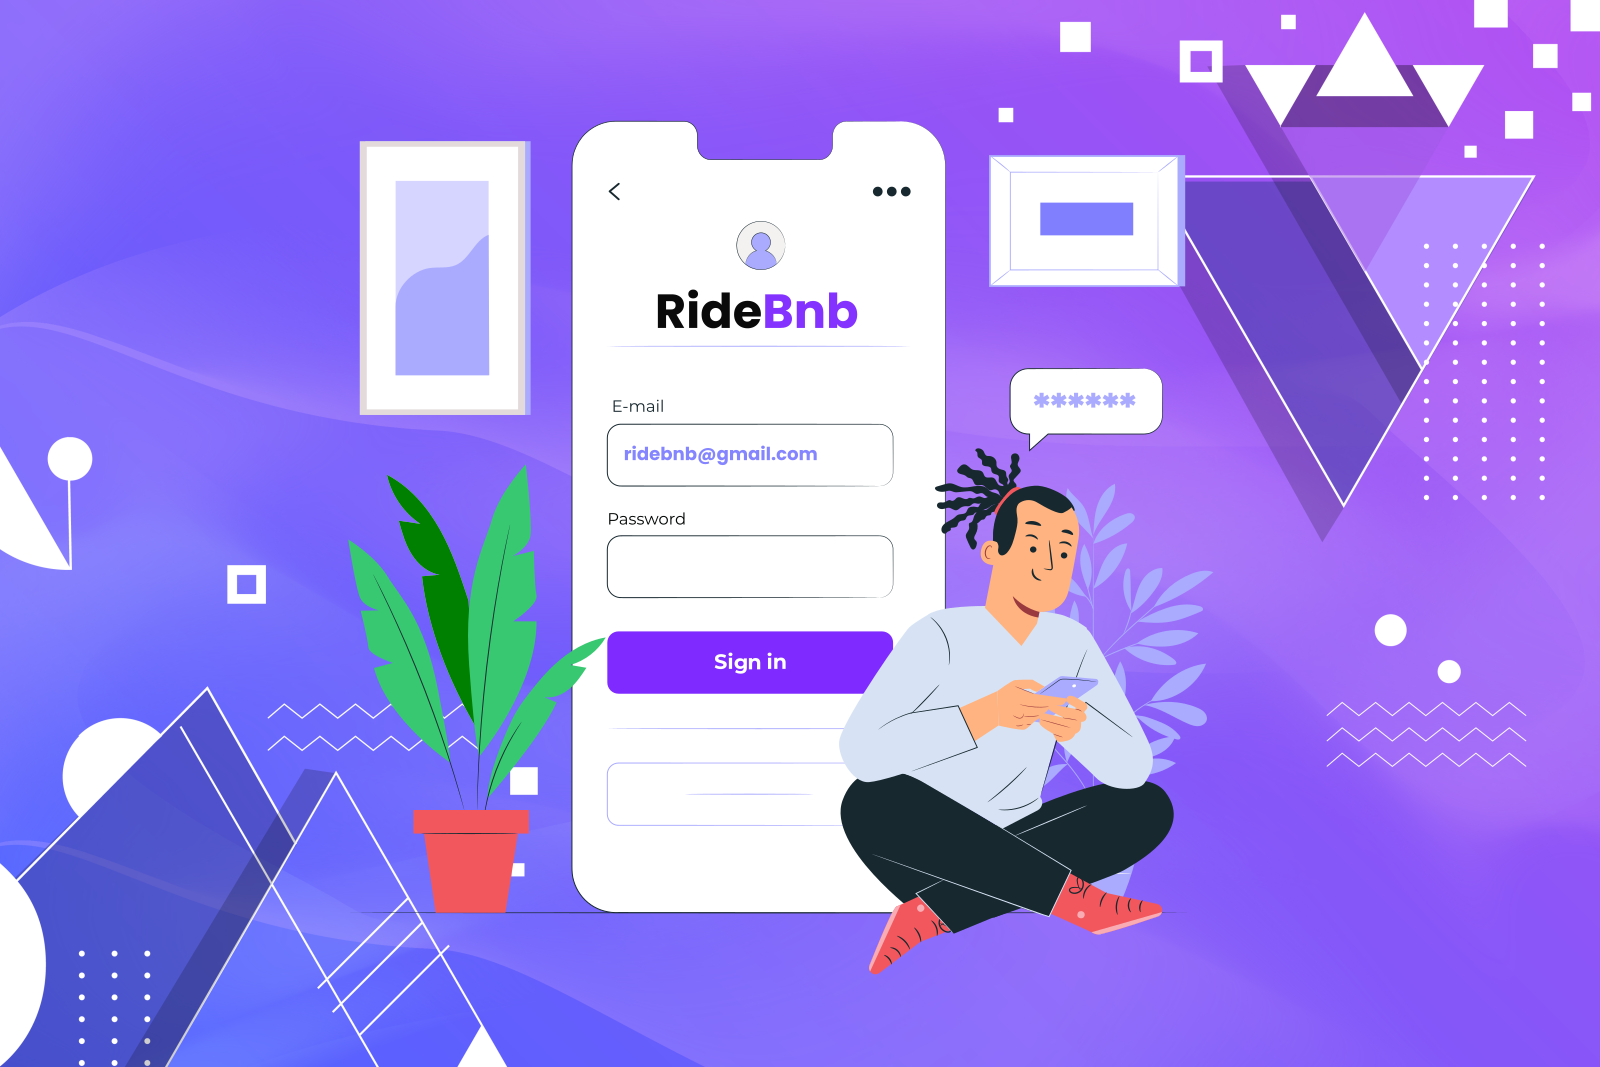 RideBnb
E-mail
ridebnb@gmail.com
******
Password
Sign in